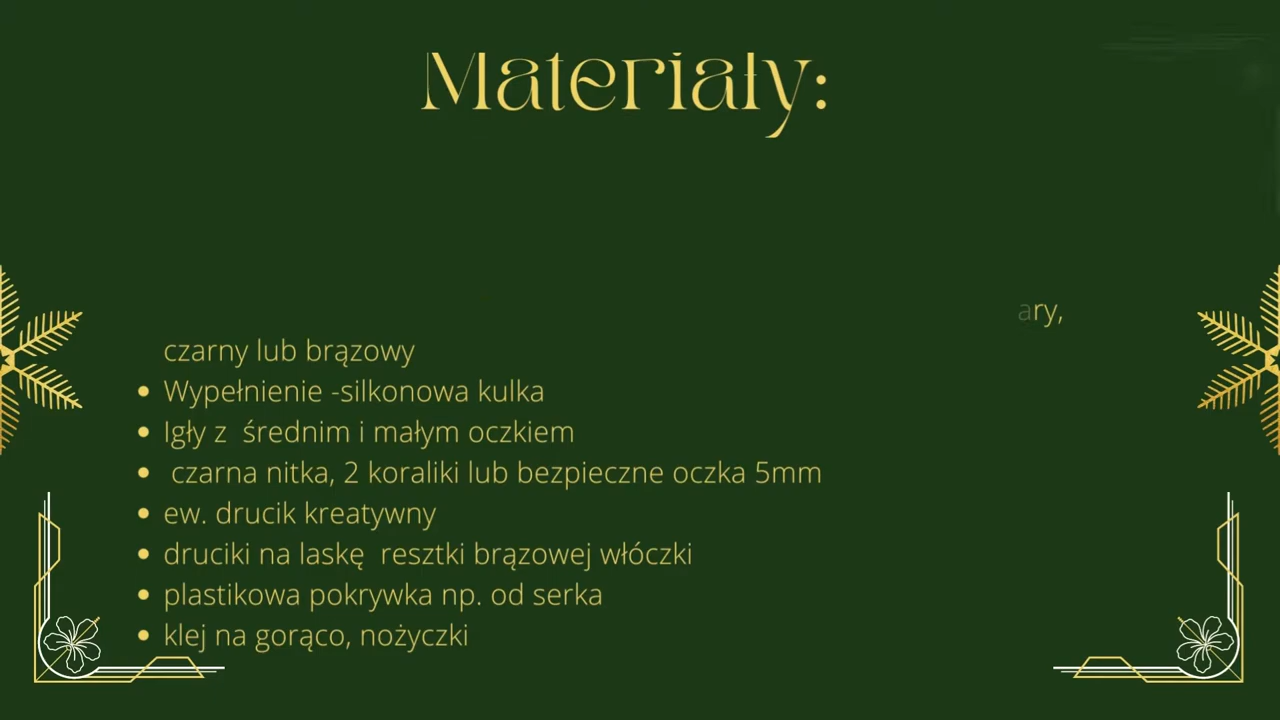 Materiały:
ary,
czarny lub brązowy
• Wypełnienie -silkonowa kulka
• Igły z  średnim i małym oczkiem
•  czarna nitka, 2 koraliki lub bezpieczne oczka 5mm
• ew. drucik kreatywny
• druciki na laskę  resztki brązowej włóczki
• plastikowa pokrywka np. od serka
• klej na gorąco, nożyczki